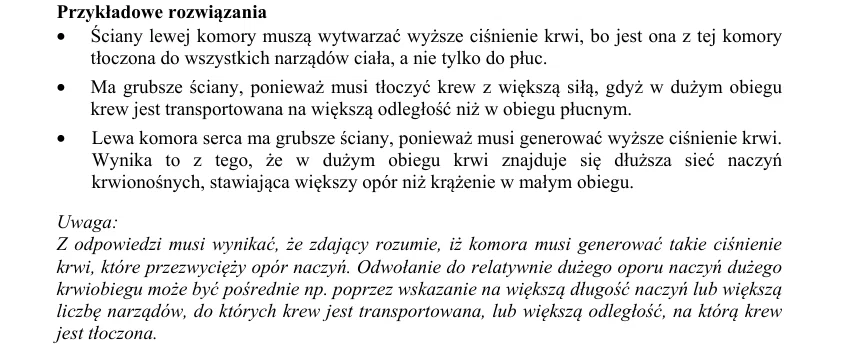 Przykładowe rozwiązania
• Ściany lewej komory muszą wytwarzać wyższe ciśnienie krwi, bo jest ona z tej komory
tłoczona do wszystkich narządów ciała, a nie tylko do płuc.
• Ma grubsze ściany, ponieważ musi tłoczyć krew z większą siłą, gdyż w dużym obiegu
krew jest transportowana na większą odległość niż w obiegu płucnym.
• Lewa komora serca ma grubsze ściany, ponieważ musi generować wyższe ciśnienie krwi.
Wynika to z tego, że w dużym obiegu krwi znajduje się dłuższa sieć naczyń
krwionośnych, stawiająca większy opór niż krążenie w małym obiegu.
Uwaga:
Z odpowiedzi musi wynikać, że zdający rozumie, iż komora musi generować takie ciśnienie
krwi, które przezwycięży opór naczyń. Odwołanie do relatywnie dużego oporu naczyń dużego
krwiobiegu może być pośrednie np. poprzez wskazanie na większą długość naczyń lub większą
liczbę narządów, do których krew jest transportowana, lub większą odległość, na którą krew
jest tłoczona.